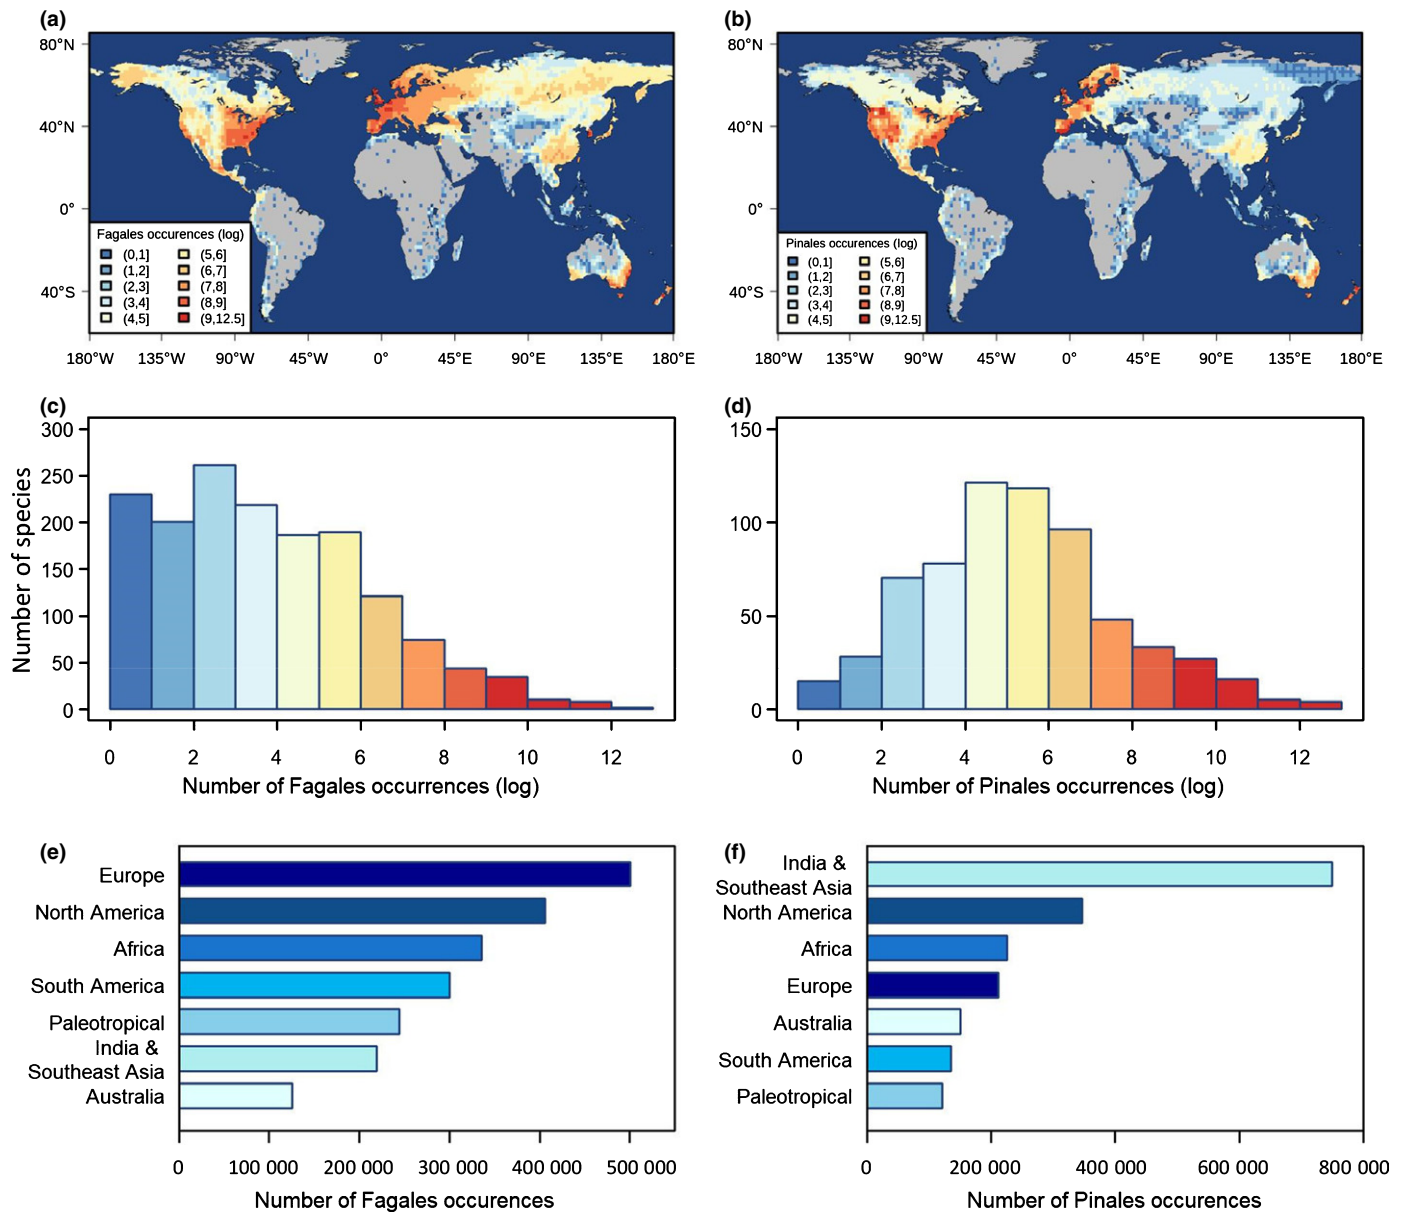 (a)
80°N
40°N
0°
40°S
Fagales occurences (log)
(0,1] (5,6]
(1,2] (6,7]
(2,3] (7,8]
(3,4] (8,9]
(4,5] (9,12.5]
180°W 135°W 90°W 45°W 0° 45°E 90°E 135°E 180°E
(b)
80°N
40°N
0°
40°S
Pinales occurences (log)
(0,1] (5,6]
(1,2] (6,7]
(2,3] (7,8]
(3,4] (8,9]
(4,5] (9,12.5]
180°W 135°W 90°W 45°W 0° 45°E 90°E 135°E 180°E
(c)
Number of species
300
250
200
150
100
50
0
0 2 4 6 8 10 12
Number of Fagales occurrences (log)
(d)
150
100
50
0
0 2 4 6 8 10 12
Number of Pinales occurrences (log)
(e)
Europe
North America
Africa
South America
Paleotropical
India &
Southeast Asia
Australia
0 100 000 200 000 300 000 400 000 500 000
Number of Fagales occurences
(f)
India &
Southeast Asia
North America
Africa
Europe
Australia
South America
Paleotropical
0 200 000 400 000 600 000 800 000
Number of Pinales occurences